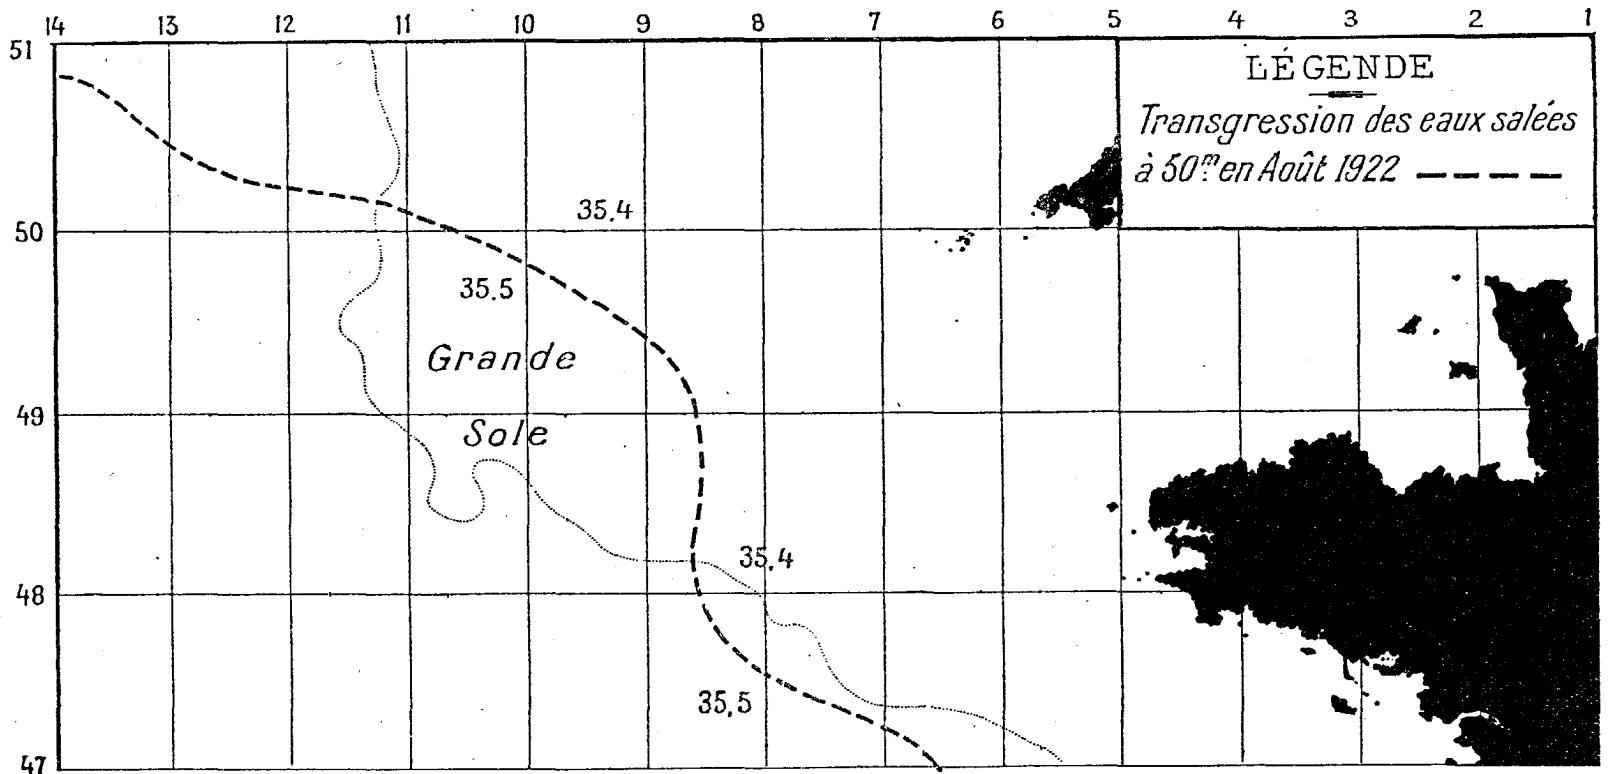 14 13 12 11 10 9 8 7 6 5 4 3 2 1
51
LÉGENDE
Transgression des eaux salées
à 50m. en Août 1922
35.4
50
35.5
Grande
49
Sole
35,4
48
35,5
47